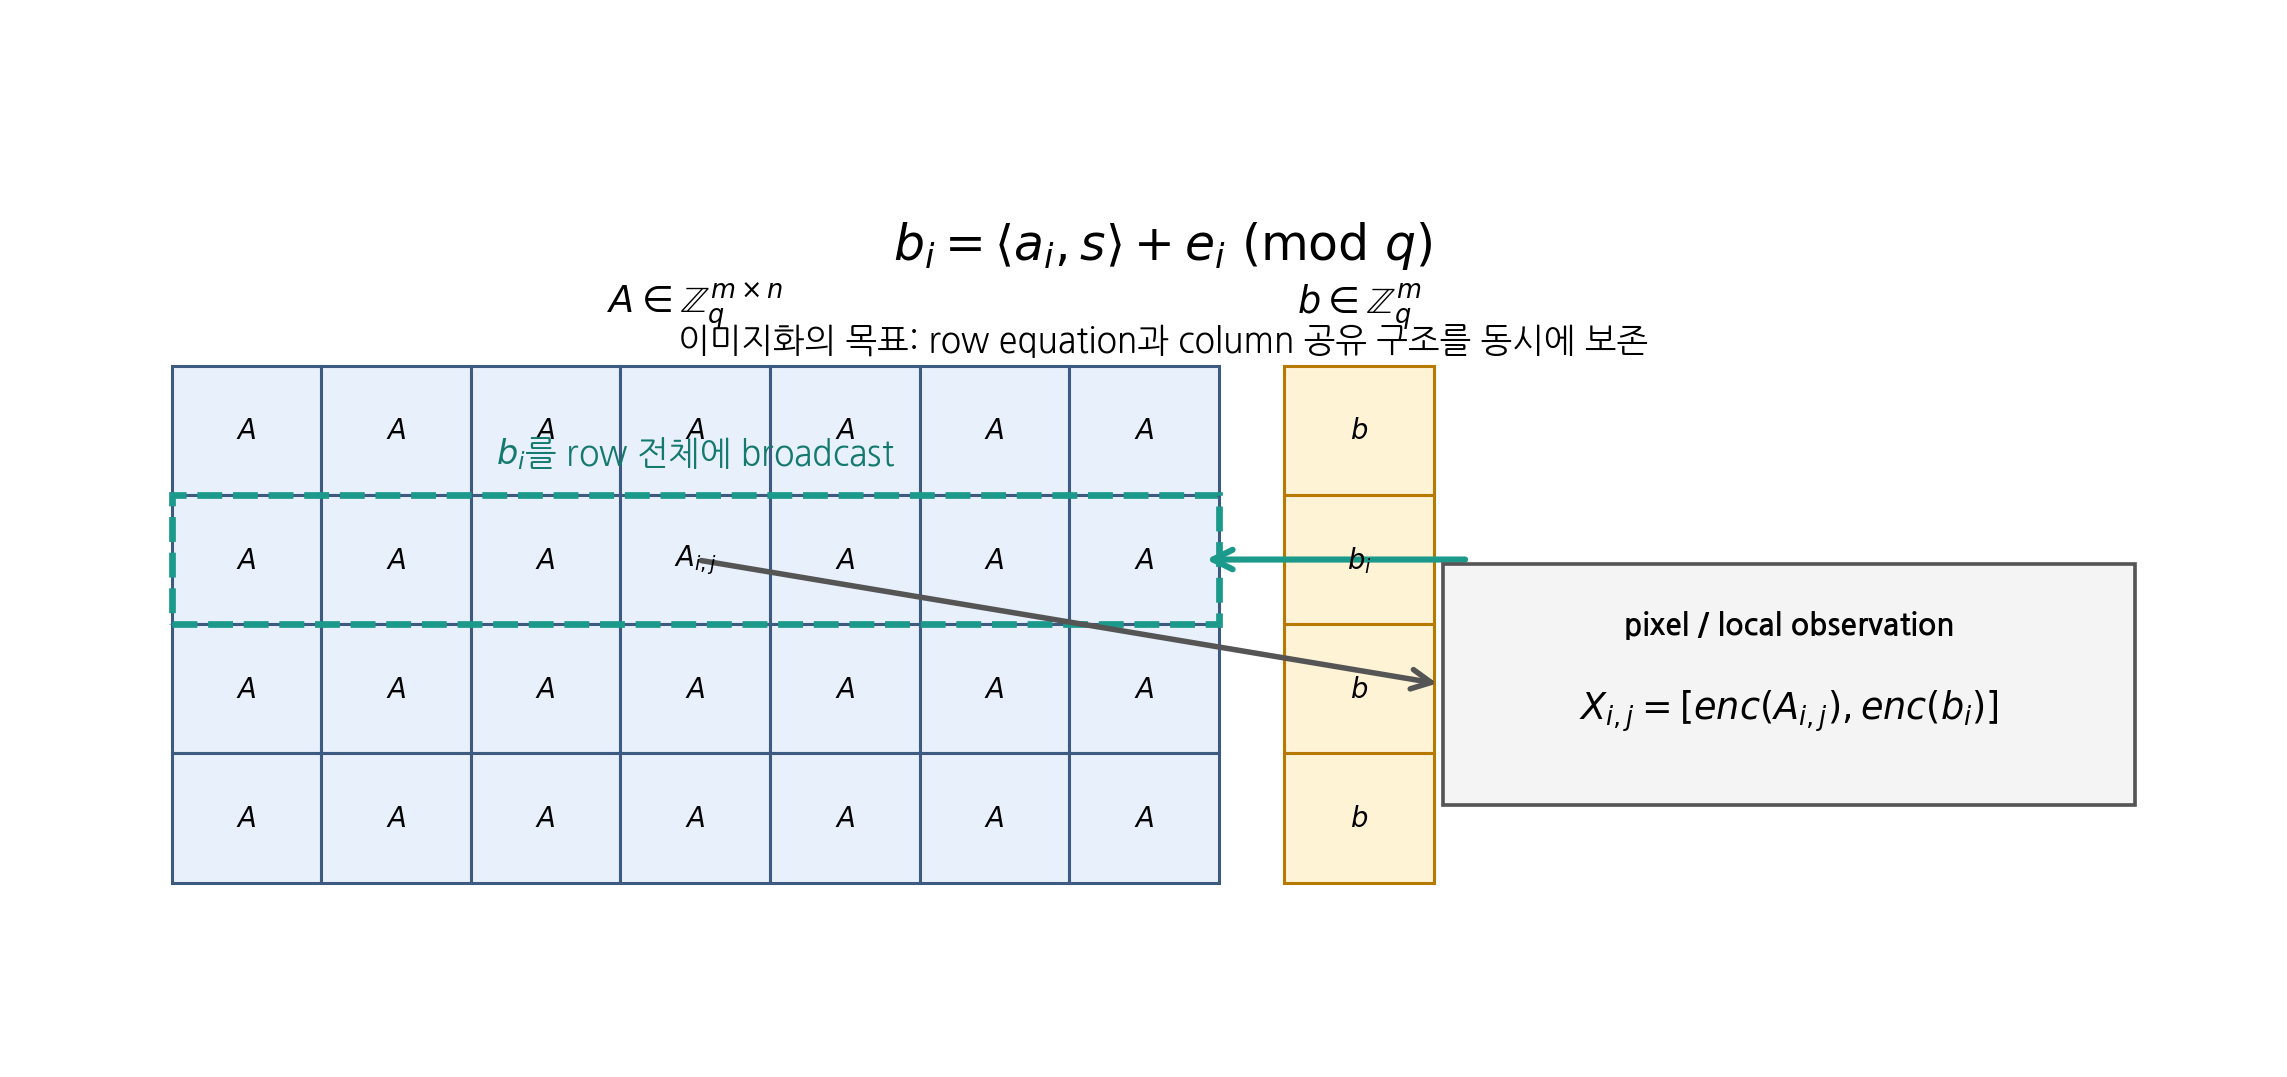 b_i = ⟨a_i, s⟩ + e_i (mod q)
A ∈ ℤ_q^{m × n}
b ∈ ℤ_q^m
이미지화의 목표: row equation과 column 공유 구조를 동시에 보존
A A A A A A A b
b_i를 row 전체에 broadcast
A A A A_{i,j} A A A b_i
pixel / local observation
A A A A A A A b
X_{i,j} = [enc(A_{i,j}), enc(b_i)]
A A A A A A A b